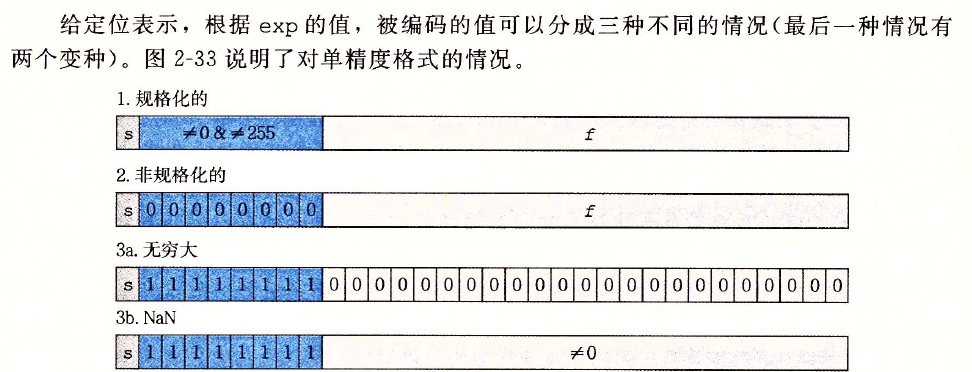 给定位表示，根据 exp 的值，被编码的值可以分成三种不同的情况（最后一种情况有
两个变种）。图 2-33 说明了对单精度格式的情况。
1. 规格化的
s ≠0 & ≠255 f
2. 非规格化的
s 0 0 0 0 0 0 0 0 f
3a. 无穷大
s 1 1 1 1 1 1 1 1 0 0 0 0 0 0 0 0 0 0 0 0 0 0 0 0 0 0 0 0 0 0 0
3b. NaN
s 1 1 1 1 1 1 1 1 ≠0